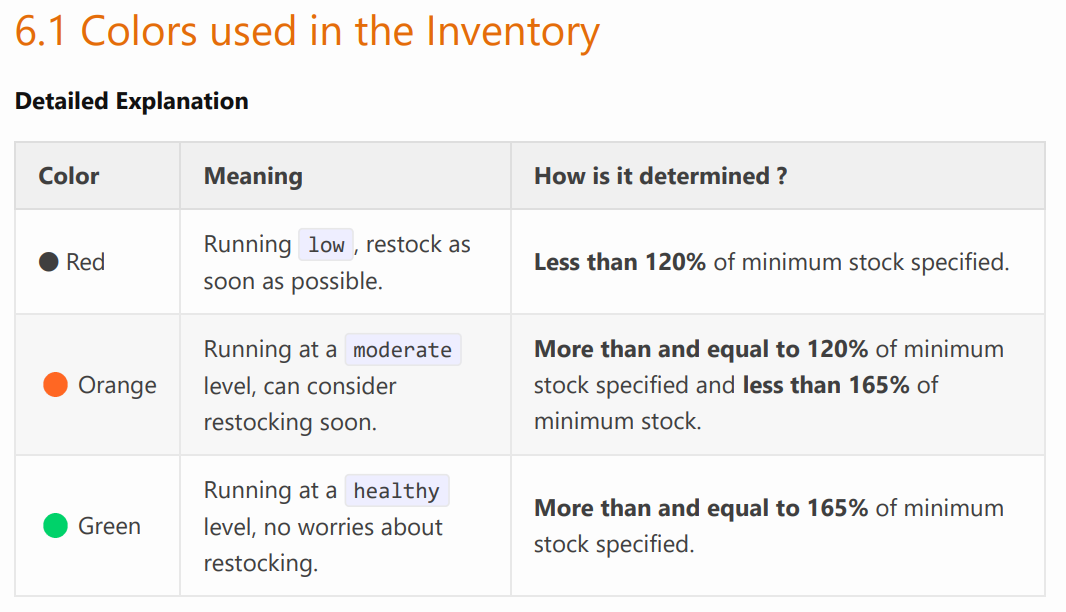 6.1 Colors used in the Inventory
Detailed Explanation
Color Meaning How is it determined ?
Red
Running low, restock as
soon as possible.
Less than 120% of minimum stock specified.
Orange
Running at a moderate
level, can consider
restocking soon.
More than and equal to 120% of minimum
stock specified and less than 165% of
minimum stock.
Green
Running at a healthy
level, no worries about
restocking.
More than and equal to 165% of minimum
stock specified.